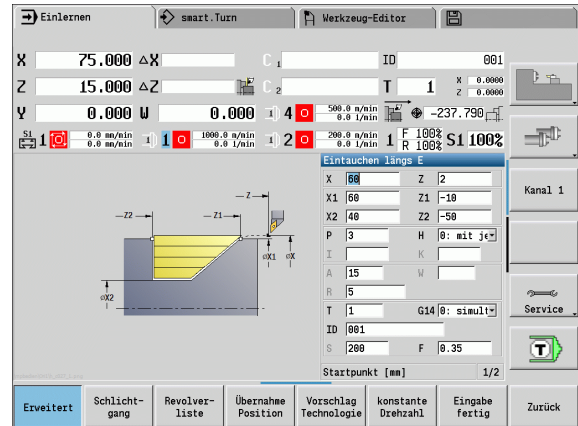 Einlernen smart.Turn Werkzeug-Editor
X 75.000 △X C 1 ID 001
Z 15.000 △Z C 2 T 1 X 0.0000 Z 0.0000
Y 0.000 U 0.000 4 500.0 m/min 0.0 1/min -237.790
S1 1 0.0 mm/min 0.0 mm/min 1 1000.0 m/min 0.0 1/min 2 200.0 m/min 0.0 1/min 1 F 100% R 100% S1 100%
Eintauchen längs E
X 60 Z 2
X1 60 Z1 -10
X2 40 Z2 -50
P 3 H 0: mit je
I K
A 15 W
R 5
T 1 G14 0: simult
ID 001
S 200 F 0.35
Startpunkt [mm] 1/2
Z
Z2 Z1
øX1 øX
øX2
Kanal 1
Service
T
Erweitert
Schlicht-
gang
Revolver-
liste
Übernahme
Position
Vorschlag
Technologie
konstante
Drehzahl
Eingabe
fertig
Zurück